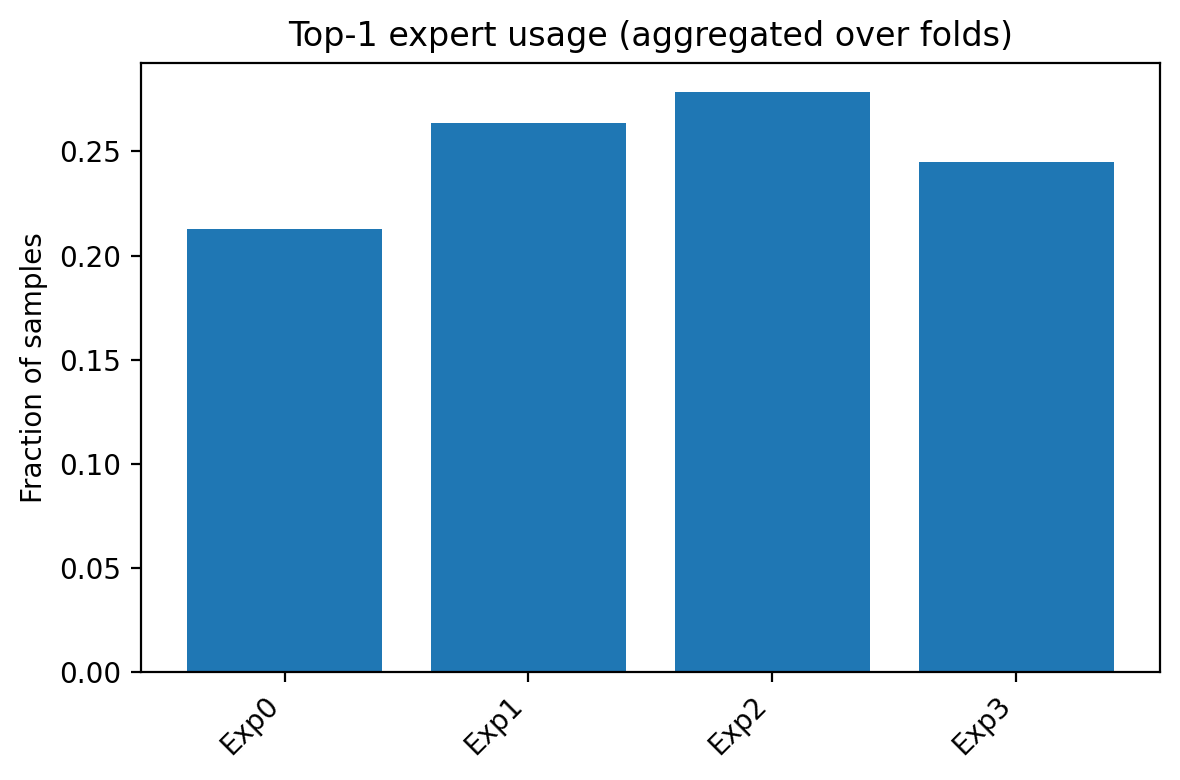 Top-1 expert usage (aggregated over folds)
Fraction of samples
0.25
0.20
0.15
0.10
0.05
0.00
Exp0
Exp1
Exp2
Exp3